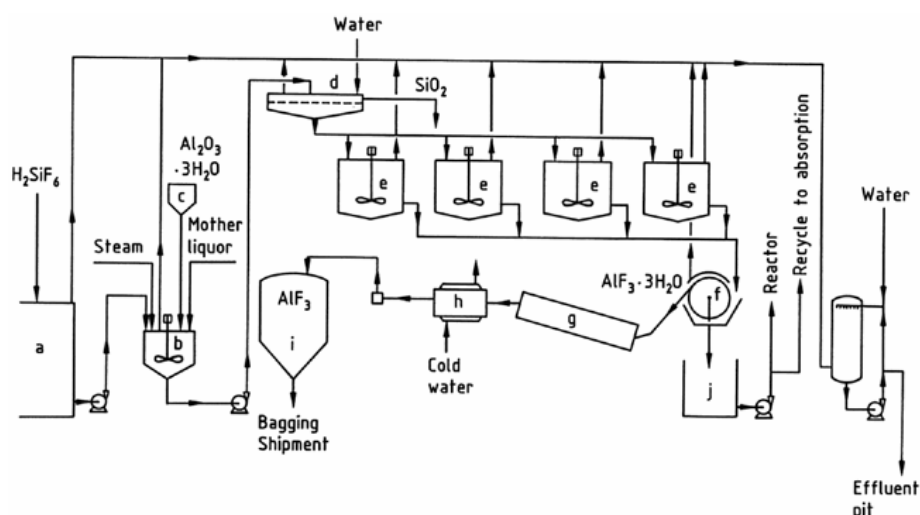 Water
d
SiO₂
Al₂O₃
·3H₂O
H₂SiF₆
c
e
e
e
e
Mother
liquor
Steam
a
b
AlF₃
i
h
g
AlF₃·3H₂O
f
j
Cold
water
Bagging
Shipment
Reactor
Recycle to absorption
Water
Effluent
pit